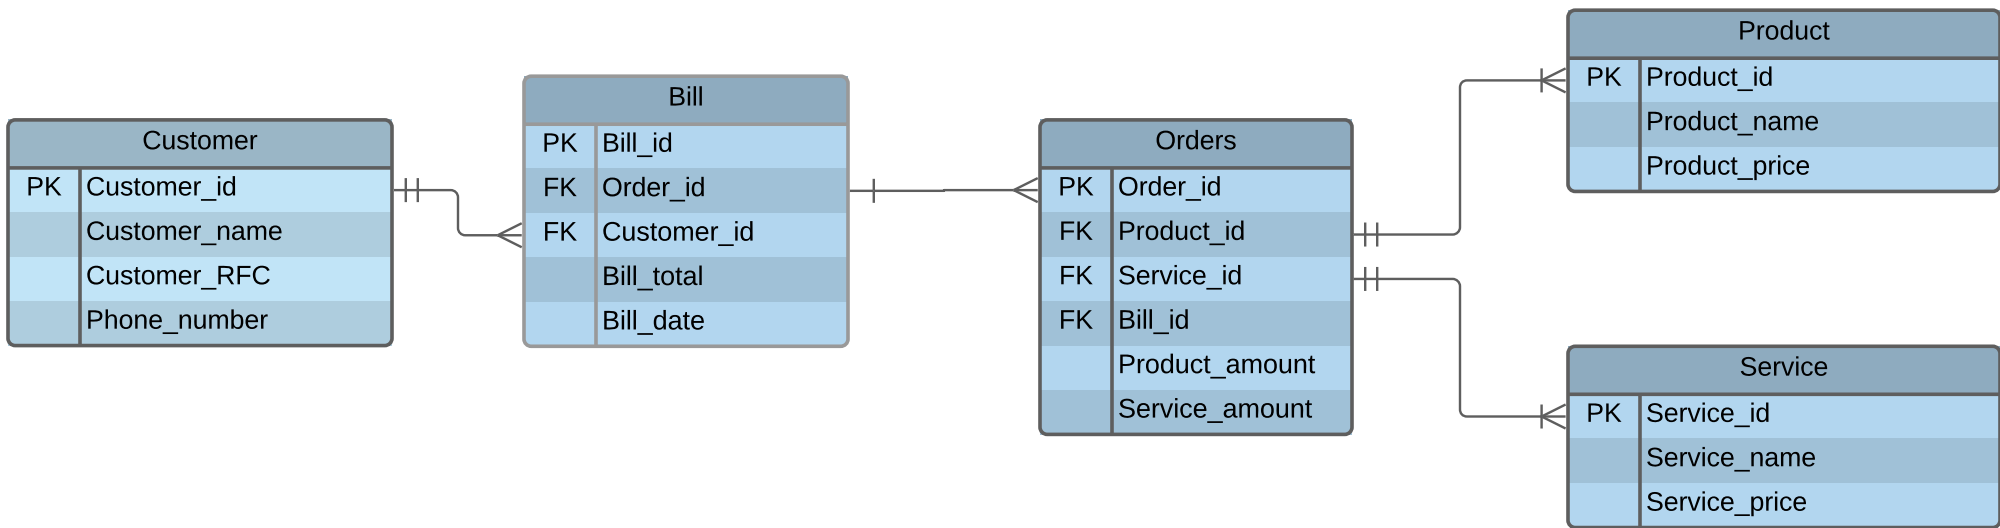 Customer
PK Customer_id
Customer_name
Customer_RFC
Phone_number
Bill
PK Bill_id
FK Order_id
FK Customer_id
Bill_total
Bill_date
Orders
PK Order_id
FK Product_id
FK Service_id
FK Bill_id
Product_amount
Service_amount
Product
PK Product_id
Product_name
Product_price
Service
PK Service_id
Service_name
Service_price